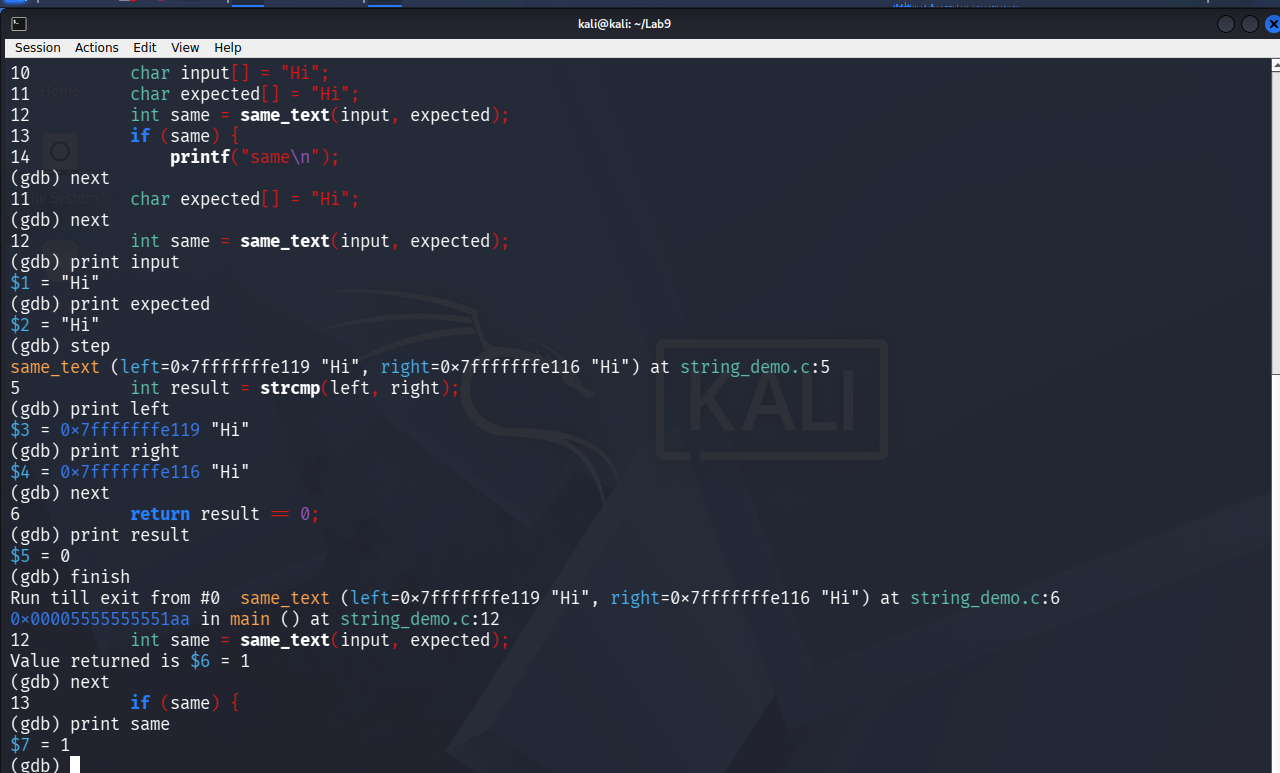 kali@kali: ~/Lab9
Session Actions Edit View Help
10          char input[] = "Hi";
11          char expected[] = "Hi";
12          int same = same_text(input, expected);
13          if (same) {
14              printf("same\n");
(gdb) next
11          char expected[] = "Hi";
(gdb) next
12          int same = same_text(input, expected);
(gdb) print input
$1 = "Hi"
(gdb) print expected
$2 = "Hi"
(gdb) step
same_text (left=0x7fffffffe119 "Hi", right=0x7fffffffe116 "Hi") at string_demo.c:5
5           int result = strcmp(left, right);
(gdb) print left
$3 = 0x7fffffffe119 "Hi"
(gdb) print right
$4 = 0x7fffffffe116 "Hi"
(gdb) next
6           return result == 0;
(gdb) print result
$5 = 0
(gdb) finish
Run till exit from #0  same_text (left=0x7fffffffe119 "Hi", right=0x7fffffffe116 "Hi") at string_demo.c:6
0x00005555555551aa in main () at string_demo.c:12
12          int same = same_text(input, expected);
Value returned is $6 = 1
(gdb) next
13          if (same) {
(gdb) print same
$7 = 1
(gdb)
Home
File System
KALI